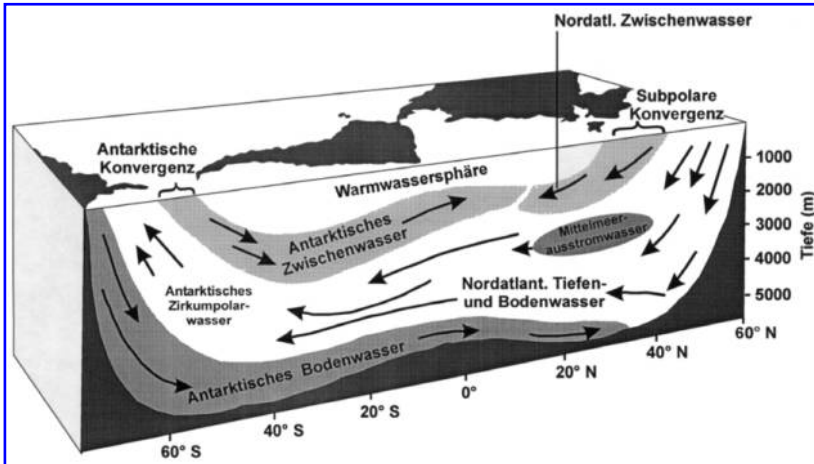 Nordatl. Zwischenwasser
Subpolare
Konvergenz
Antarktische
Konvergenz
Warmwassersphäre
1000
2000
3000
4000
5000
Tiefe (m)
Antarktisches
Zwischenwasser
Mittelmeer-
ausstromwasser
Antarktisches
Zirkumpolar-
wasser
Nordatlant. Tiefen-
und Bodenwasser
Antarktisches Bodenwasser
60° S
40° S
20° S
0°
20° N
40° N
60° N